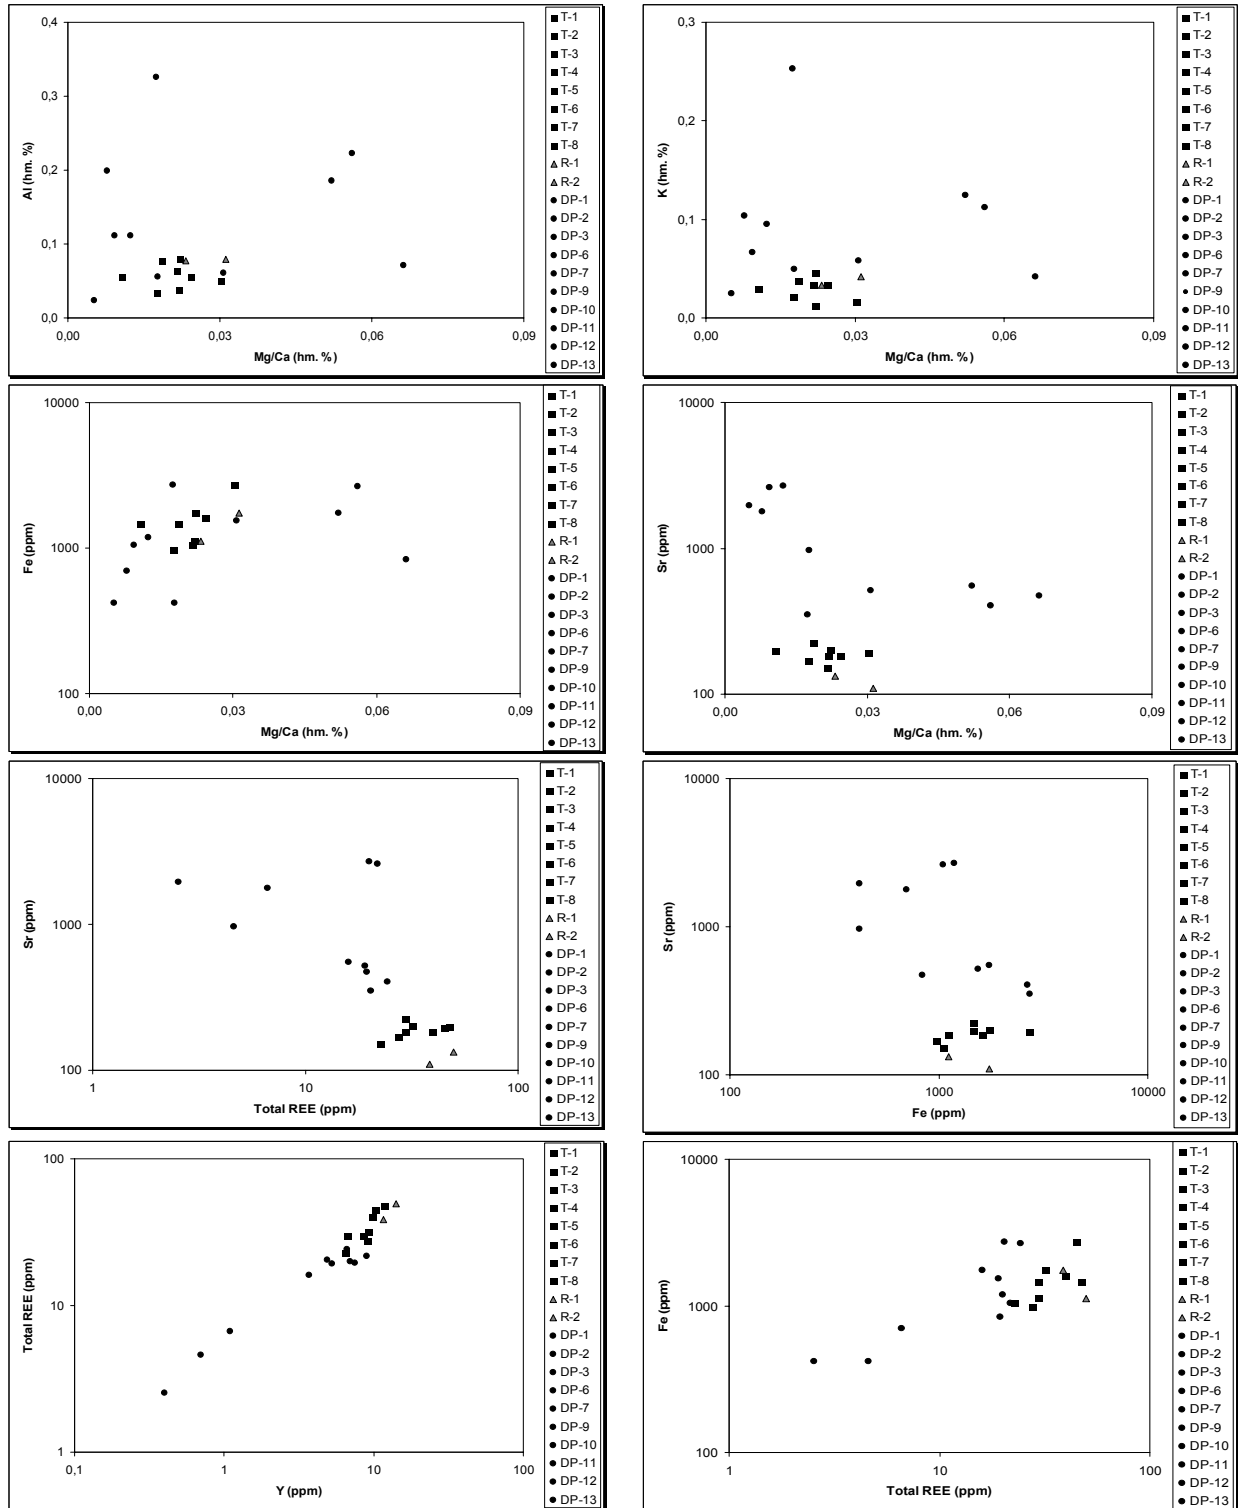 0,4
0,3
0,2
0,1
0,0
Al (hm. %)
0,00 0,03 0,06 0,09
Mg/Ca (hm. %)
T-1
T-2
T-3
T-4
T-5
T-6
T-7
T-8
R-1
R-2
DP-1
DP-2
DP-3
DP-6
DP-7
DP-9
DP-10
DP-11
DP-12
DP-13
0,3
0,2
0,1
0,0
K (hm. %)
0,00 0,03 0,06 0,09
Mg/Ca (hm. %)
T-1
T-2
T-3
T-4
T-5
T-6
T-7
T-8
R-1
R-2
DP-1
DP-2
DP-3
DP-6
DP-7
DP-9
DP-10
DP-11
DP-12
DP-13
10000
1000
100
Fe (ppm)
0,00 0,03 0,06 0,09
Mg/Ca (hm. %)
T-1
T-2
T-3
T-4
T-5
T-6
T-7
T-8
R-1
R-2
DP-1
DP-2
DP-3
DP-6
DP-7
DP-9
DP-10
DP-11
DP-12
DP-13
10000
1000
100
Sr (ppm)
0,00 0,03 0,06 0,09
Mg/Ca (hm. %)
T-1
T-2
T-3
T-4
T-5
T-6
T-7
T-8
R-1
R-2
DP-1
DP-2
DP-3
DP-6
DP-7
DP-9
DP-10
DP-11
DP-12
DP-13
10000
1000
100
Sr (ppm)
1 10 100
Total REE (ppm)
T-1
T-2
T-3
T-4
T-5
T-6
T-7
T-8
R-1
R-2
DP-1
DP-2
DP-3
DP-6
DP-7
DP-9
DP-10
DP-11
DP-12
DP-13
10000
1000
100
Sr (ppm)
100 1000 10000
Fe (ppm)
T-1
T-2
T-3
T-4
T-5
T-6
T-7
T-8
R-1
R-2
DP-1
DP-2
DP-3
DP-6
DP-7
DP-9
DP-10
DP-11
DP-12
DP-13
100
10
1
Total REE (ppm)
0,1 1 10 100
Y (ppm)
T-1
T-2
T-3
T-4
T-5
T-6
T-7
T-8
R-1
R-2
DP-1
DP-2
DP-3
DP-6
DP-7
DP-9
DP-10
DP-11
DP-12
DP-13
10000
1000
100
Fe (ppm)
1 10 100
Total REE (ppm)
T-1
T-2
T-3
T-4
T-5
T-6
T-7
T-8
R-1
R-2
DP-1
DP-2
DP-3
DP-6
DP-7
DP-9
DP-10
DP-11
DP-12
DP-13